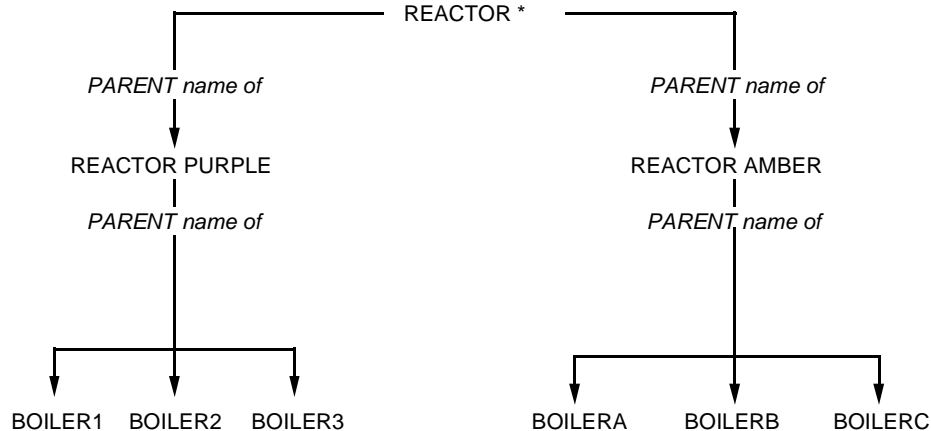 REACTOR *
PARENT name of PARENT name of
REACTOR PURPLE REACTOR AMBER
PARENT name of PARENT name of
BOILER1 BOILER2 BOILER3 BOILERA BOILERB BOILERC